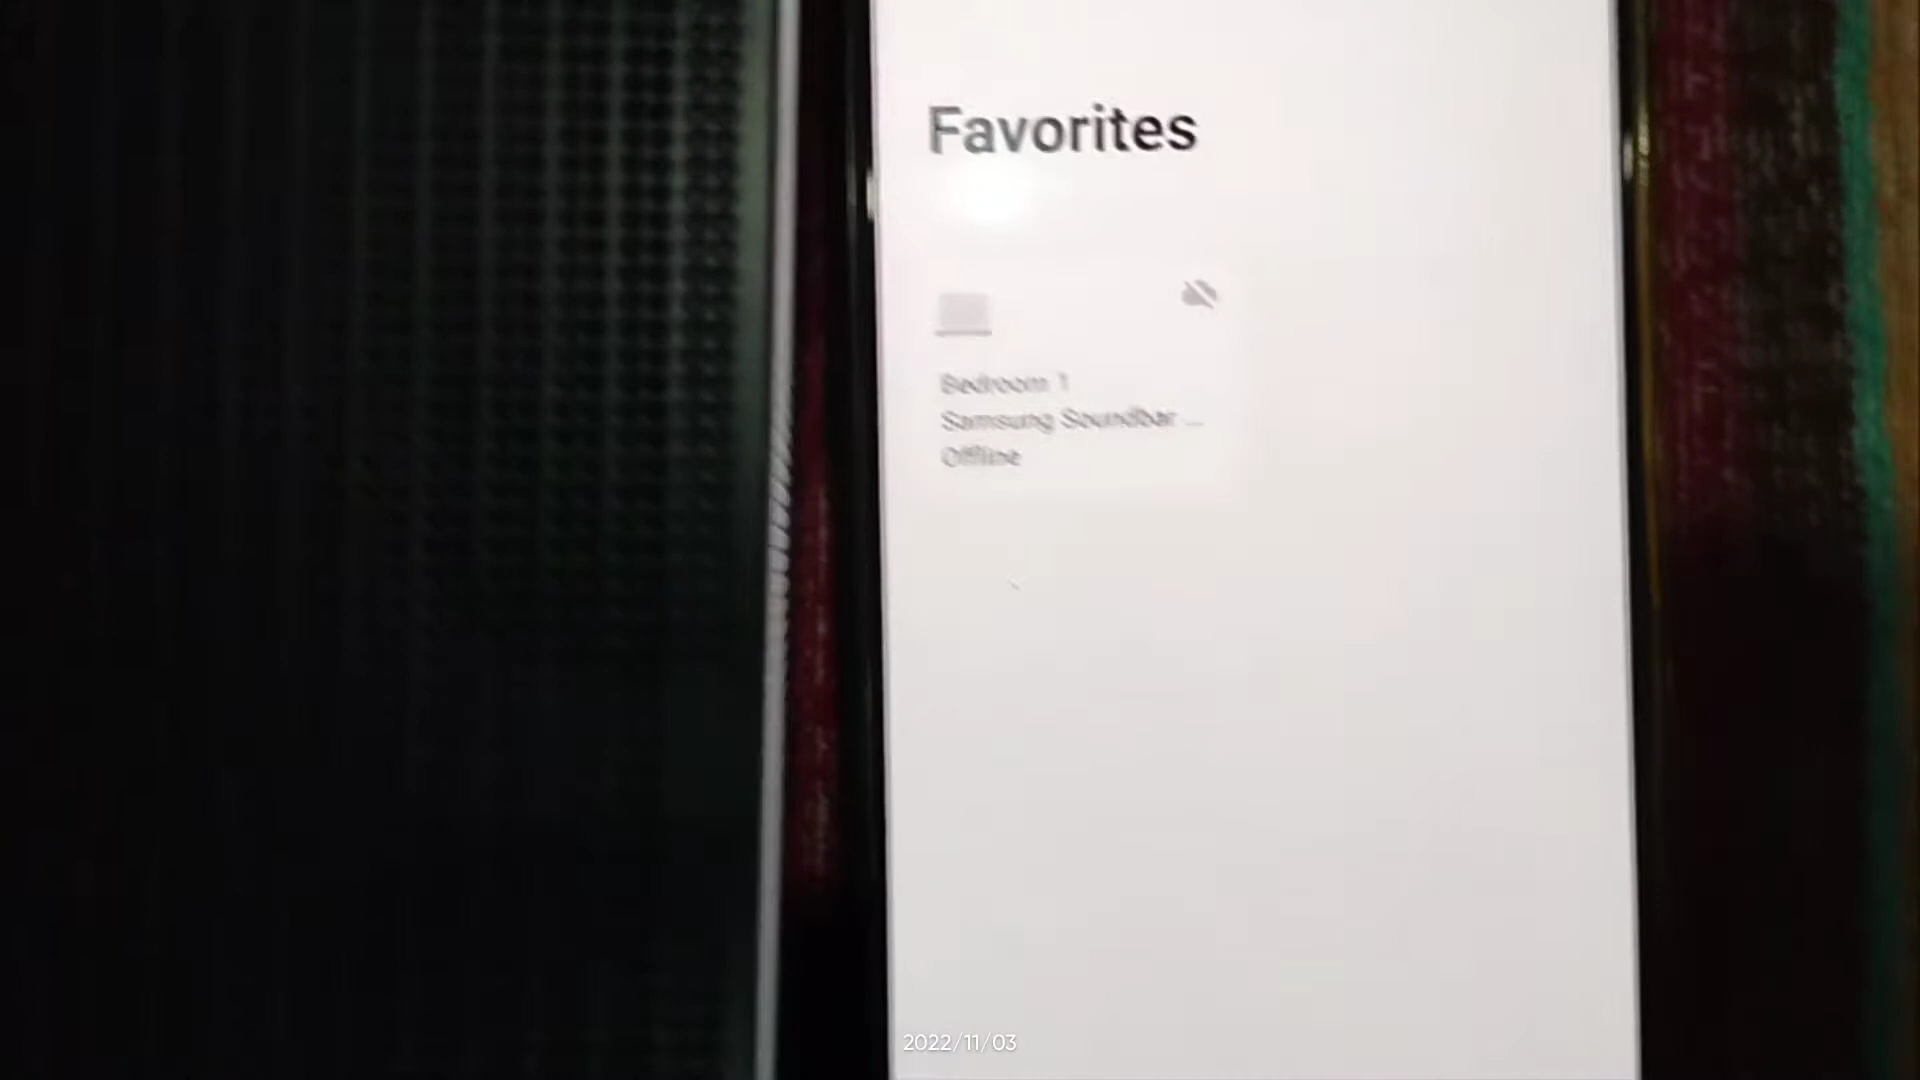 Favorites
Bedroom 1
Samsung Soundbar ...
Offline
2022/11/03